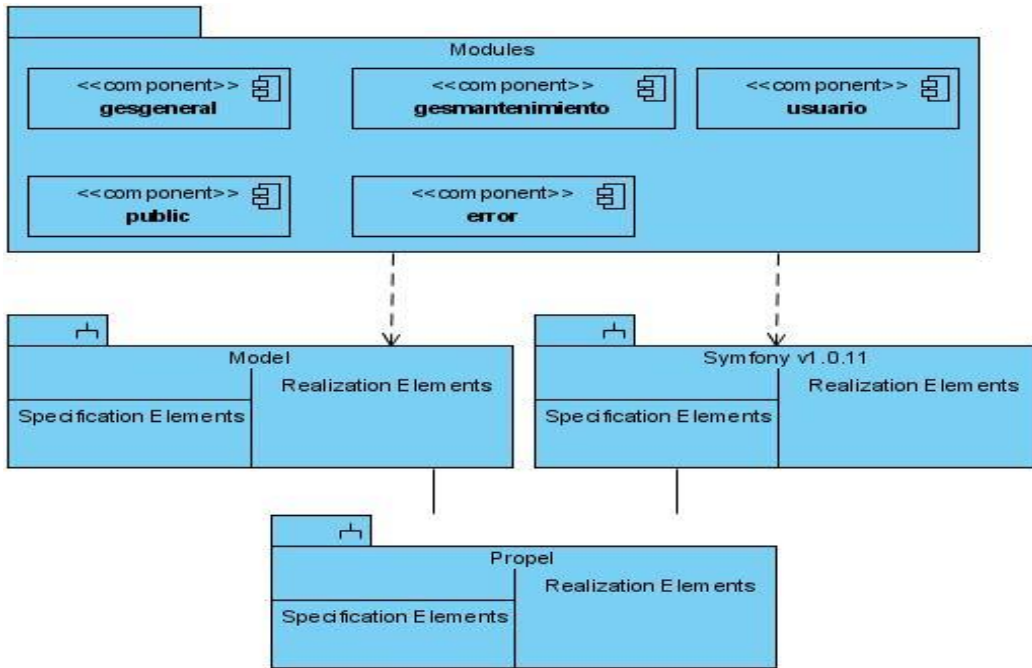 Modules
<<component>>
gesgeneral
<<component>>
gesmantenimiento
<<component>>
usuario
<<component>>
public
<<component>>
error
Model
Realization Elements
Specification Elements
Symfony v1.0.11
Realization Elements
Specification Elements
Propel
Realization Elements
Specification Elements